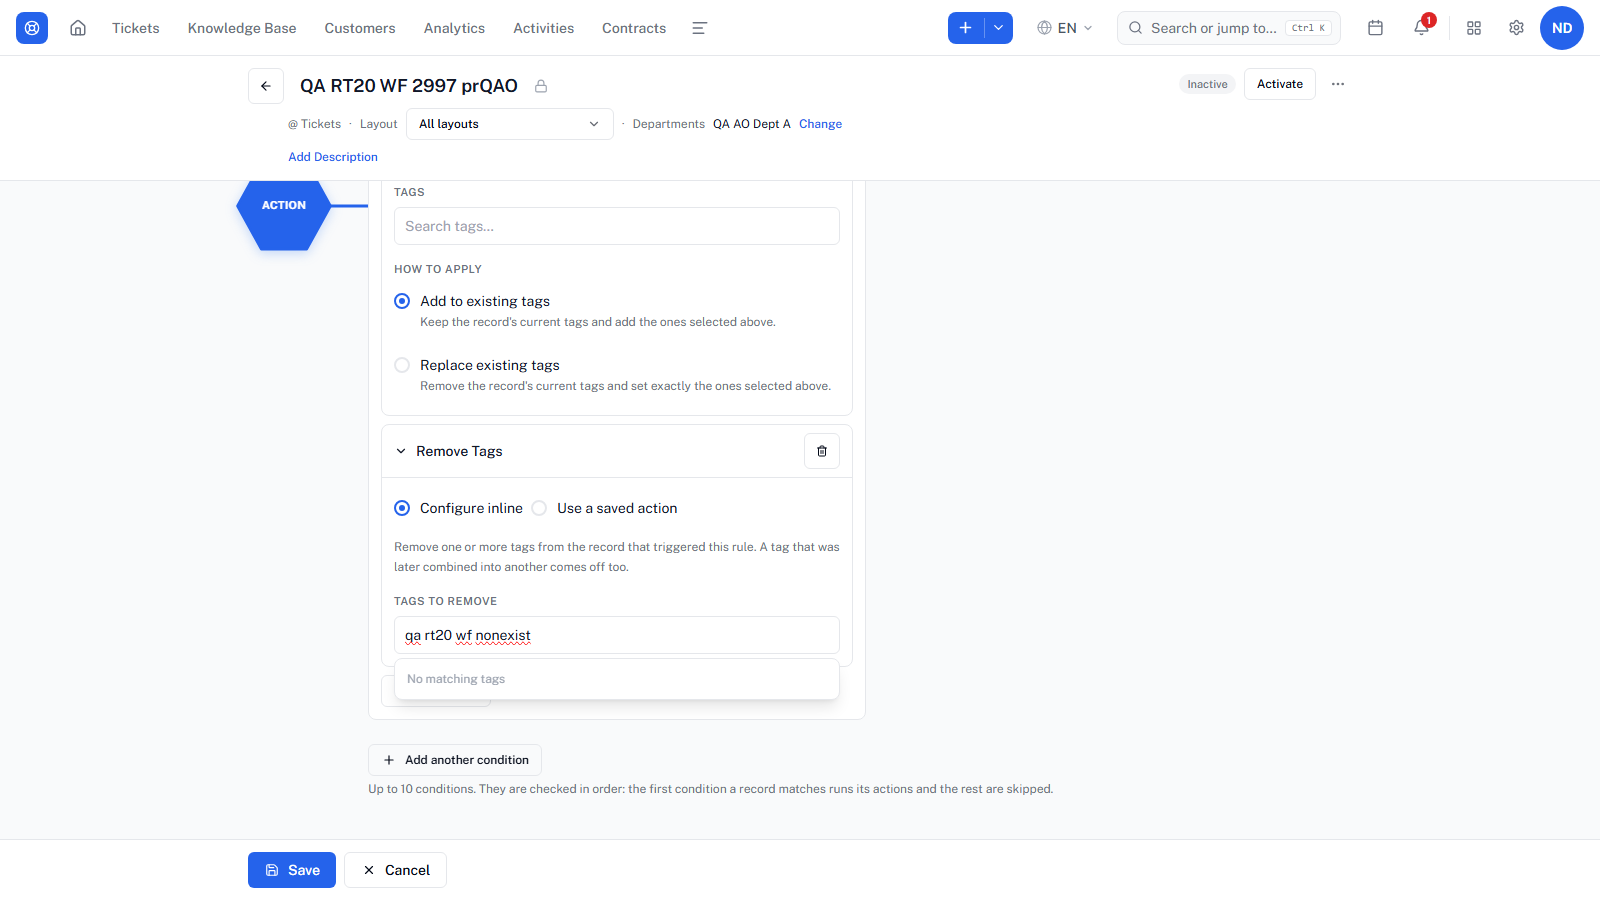 Tickets
Knowledge Base
Customers
Analytics
Activities
Contracts
EN
Search or jump to...
Ctrl K
1
ND
QA RT20 WF 2997 prQAO
Inactive
Activate
@ Tickets · Layout
All layouts
· Departments QA AO Dept A Change
Add Description
ACTION
TAGS
Search tags...
HOW TO APPLY
Add to existing tags
Keep the record's current tags and add the ones selected above.
Replace existing tags
Remove the record's current tags and set exactly the ones selected above.
Remove Tags
Configure inline
Use a saved action
Remove one or more tags from the record that triggered this rule. A tag that was
later combined into another comes off too.
TAGS TO REMOVE
qa rt20 wf nonexist
No matching tags
Add another condition
Up to 10 conditions. They are checked in order: the first condition a record matches runs its actions and the rest are skipped.
Save
Cancel